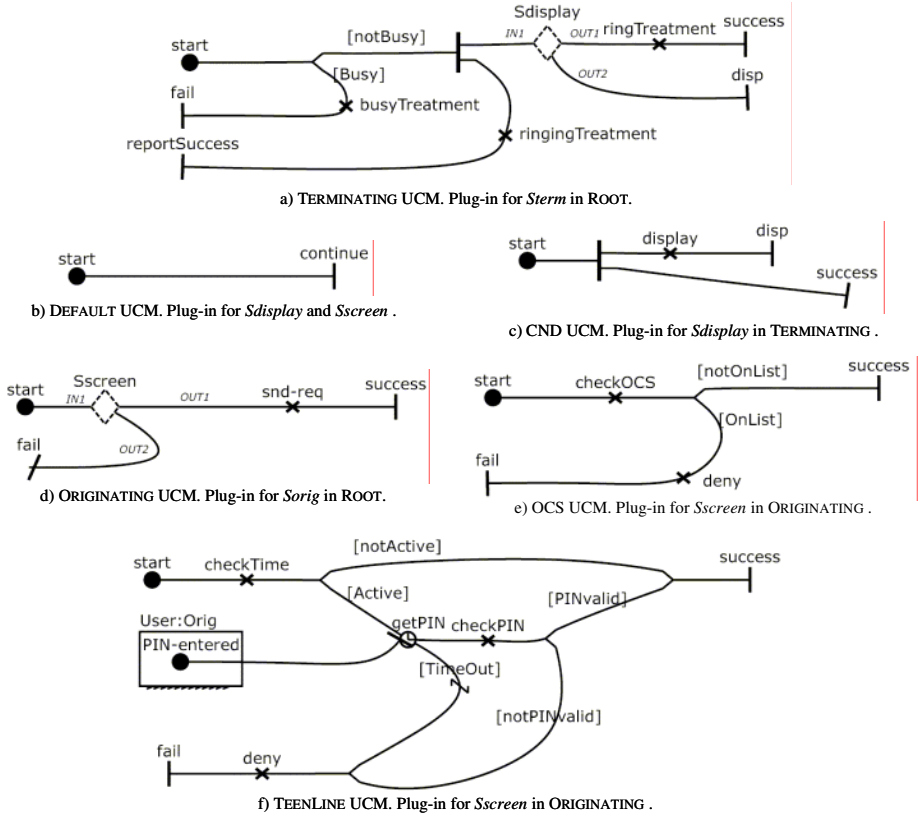 Sdisplay
start
[notBusy]
IN1
OUT1
ringTreatment
success
[Busy]
OUT2
disp
fail
busyTreatment
reportSuccess
ringingTreatment
a) TERMINATING UCM. Plug-in for Sterm in ROOT.
start
continue
b) DEFAULT UCM. Plug-in for Sdisplay and Sscreen .
start
display
disp
success
c) CND UCM. Plug-in for Sdisplay in TERMINATING .
start
Sscreen
IN1
OUT1
snd-req
success
fail
OUT2
d) ORIGINATING UCM. Plug-in for Sorig in ROOT.
start
checkOCS
[notOnList]
success
[OnList]
fail
deny
e) OCS UCM. Plug-in for Sscreen in ORIGINATING .
start
checkTime
[notActive]
success
[Active]
[PINvalid]
User:Orig
getPIN
checkPIN
PIN-entered
[TimeOut]
[notPINvalid]
fail
deny
f) TEENLINE UCM. Plug-in for Sscreen in ORIGINATING .